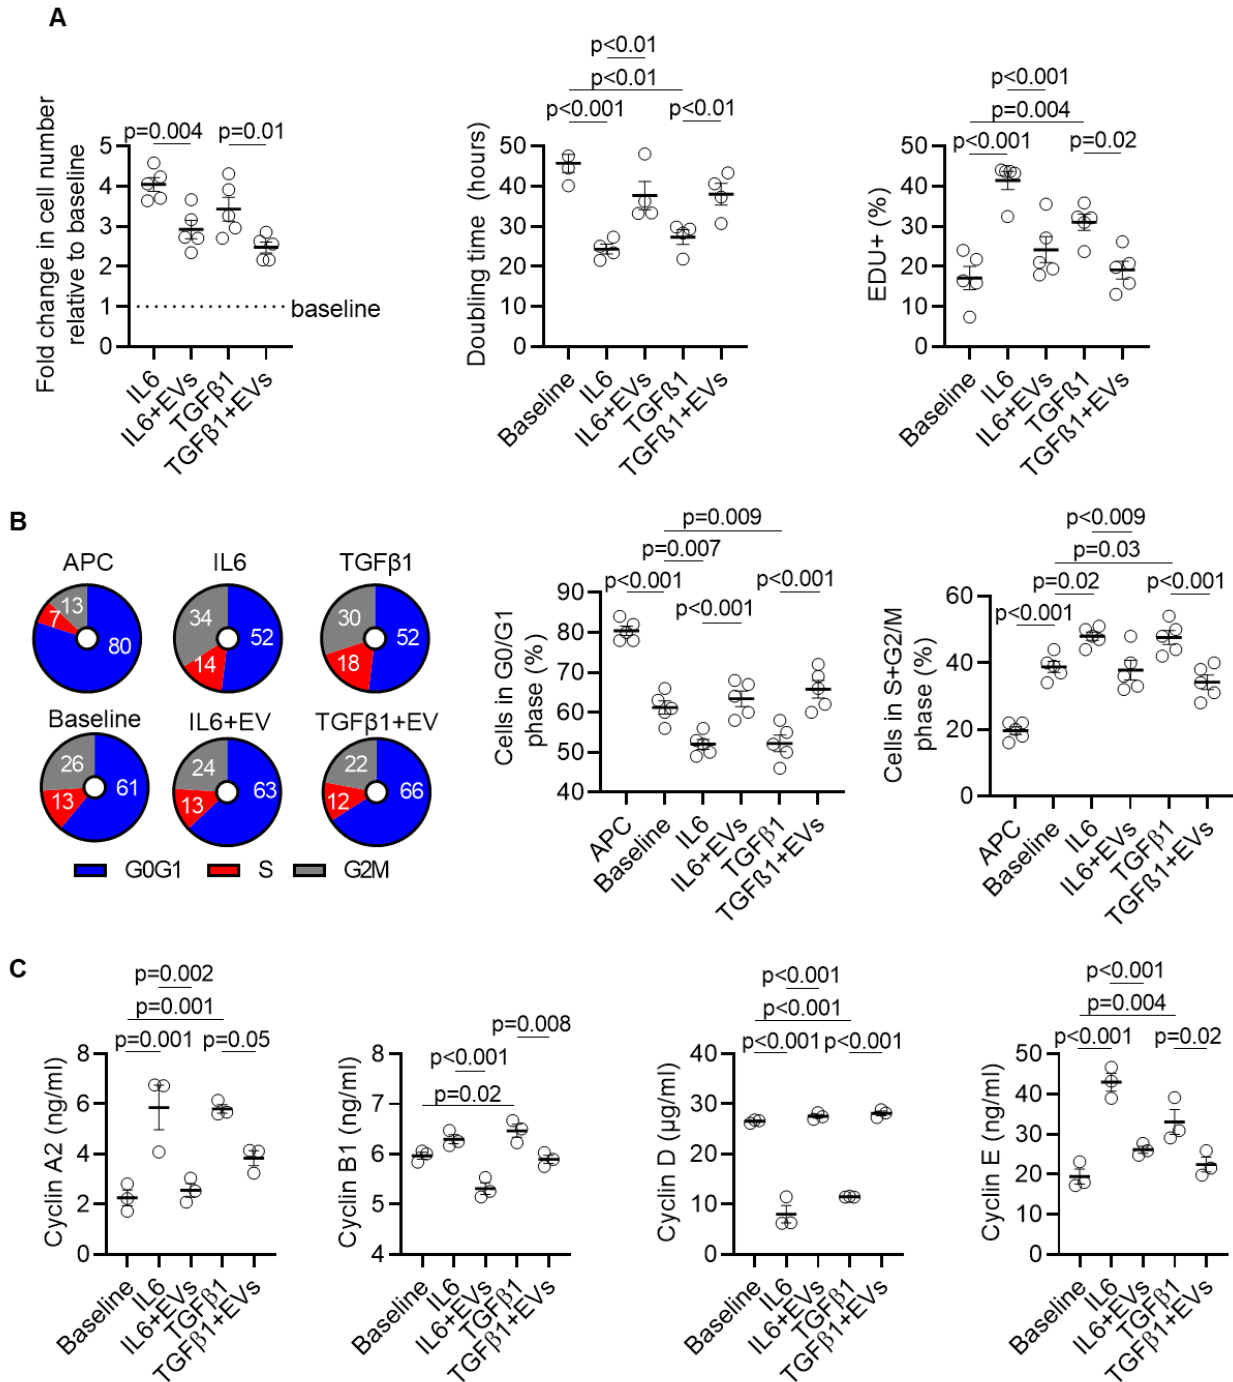 A
p=0.004
p=0.01
5
4
3
2
1
0
baseline
Fold change in cell number
relative to baseline
IL6
IL6+EVs
TGFβ1
TGFβ1+EVs
p<0.01
p<0.01
p<0.001
p<0.01
50
40
30
20
10
0
Doubling time (hours)
Baseline
IL6
IL6+EVs
TGFß1
TGFß1+EVs
p<0.001
p=0.004
p<0.001
p=0.02
50
40
30
20
10
0
EDU+ (%)
Baseline
IL6
IL6+EVs
TGFß1
TGFß1+EVs
B
APC
IL6
TGFβ1
13
7
80
34
52
14
30
52
18
Baseline
IL6+EV
TGFβ1+EV
26
61
13
24
63
13
22
66
12
G0G1
S
G2M
p=0.009
p=0.007
p<0.001
p<0.001
p<0.001
90
80
70
60
50
40
Cells in G0/G1
phase (%)
APC
Baseline
IL6
IL6+EVs
TGFß1
TGFß1+EVs
p<0.009
p=0.03
p=0.02
p<0.001
p<0.001
60
40
20
0
Cells in S+G2/M
phase (%)
APC
Baseline
IL6
IL6+EVs
TGFß1
TGFß1+EVs
C
p=0.002
p=0.001
p=0.001
p=0.05
8
6
4
2
0
Cyclin A2 (ng/ml)
Baseline
IL6
IL6+EVs
TGFβ1
TGFβ1+EVs
p=0.008
p<0.001
p=0.02
8
7
6
5
4
Cyclin B1 (ng/ml)
Baseline
IL6
IL6+EVs
TGFβ1
TGFβ1+EVs
p<0.001
p<0.001
p<0.001
p<0.001
40
30
20
10
0
Cyclin D (µg/ml)
Baseline
IL6
IL6+EVs
TGFβ1
TGFβ1+EVs
p<0.001
p=0.004
p<0.001
p=0.02
50
40
30
20
10
0
Cyclin E (ng/ml)
Baseline
IL6
IL6+EVs
TGFβ1
TGFβ1+EVs